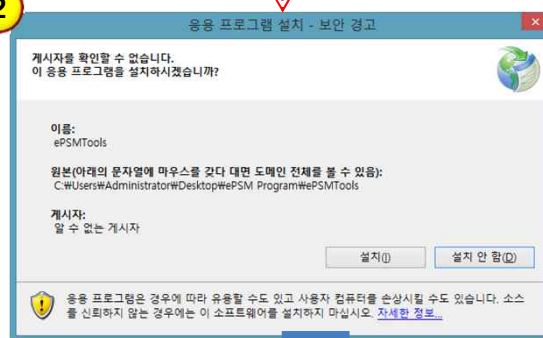 2
응용 프로그램 설치 - 보안 경고
게시자를 확인할 수 없습니다.
이 응용 프로그램을 설치하시겠습니까?
이름:
ePSMTools
원본(아래의 문자열에 마우스를 갖다 대면 도메인 전체를 볼 수 있음):
C:₩Users₩Administrator₩Desktop₩ePSM Program₩ePSMTools
게시자:
알 수 없는 게시자
설치(I) 설치 안 함(D)
응용 프로그램은 경우에 따라 유용할 수도 있고 사용자 컴퓨터를 손상시킬 수도 있습니다. 소스
를 신뢰하지 않는 경우에는 이 소프트웨어를 설치하지 마십시오. 자세한 정보...